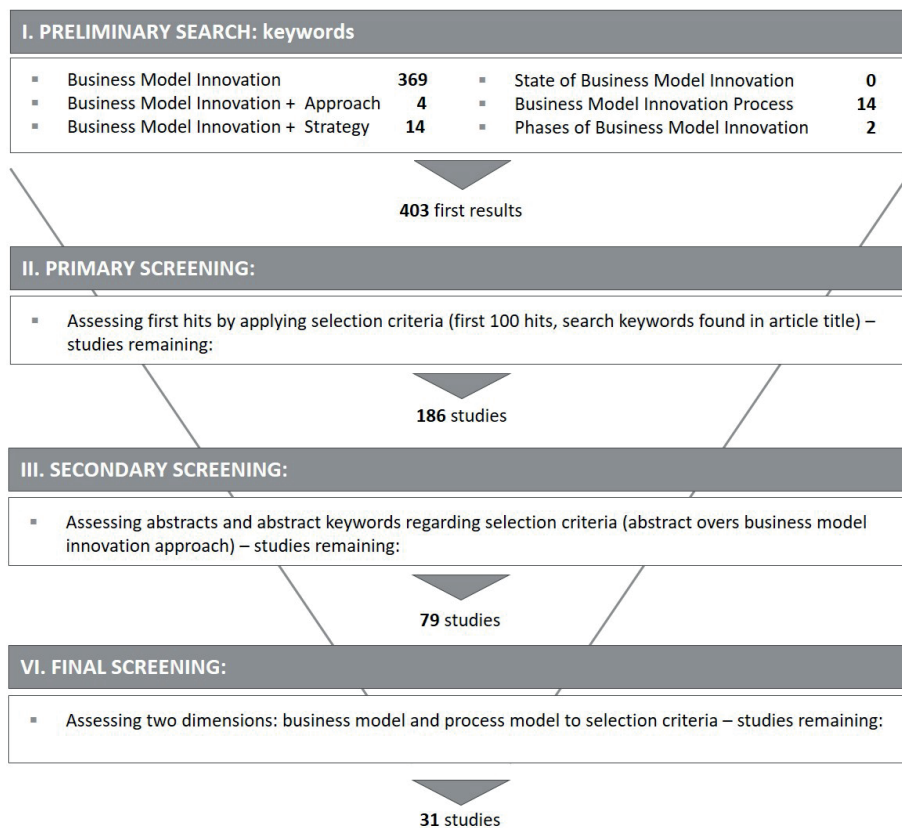 I. PRELIMINARY SEARCH: keywords
▪ Business Model Innovation 369
▪ Business Model Innovation + Approach 4
▪ Business Model Innovation + Strategy 14
▪ State of Business Model Innovation 0
▪ Business Model Innovation Process 14
▪ Phases of Business Model Innovation 2
403 first results
II. PRIMARY SCREENING:
▪ Assessing first hits by applying selection criteria (first 100 hits, search keywords found in article title) –
studies remaining:
186 studies
III. SECONDARY SCREENING:
▪ Assessing abstracts and abstract keywords regarding selection criteria (abstract overs business model
innovation approach) – studies remaining:
79 studies
VI. FINAL SCREENING:
▪ Assessing two dimensions: business model and process model to selection criteria – studies remaining:
31 studies